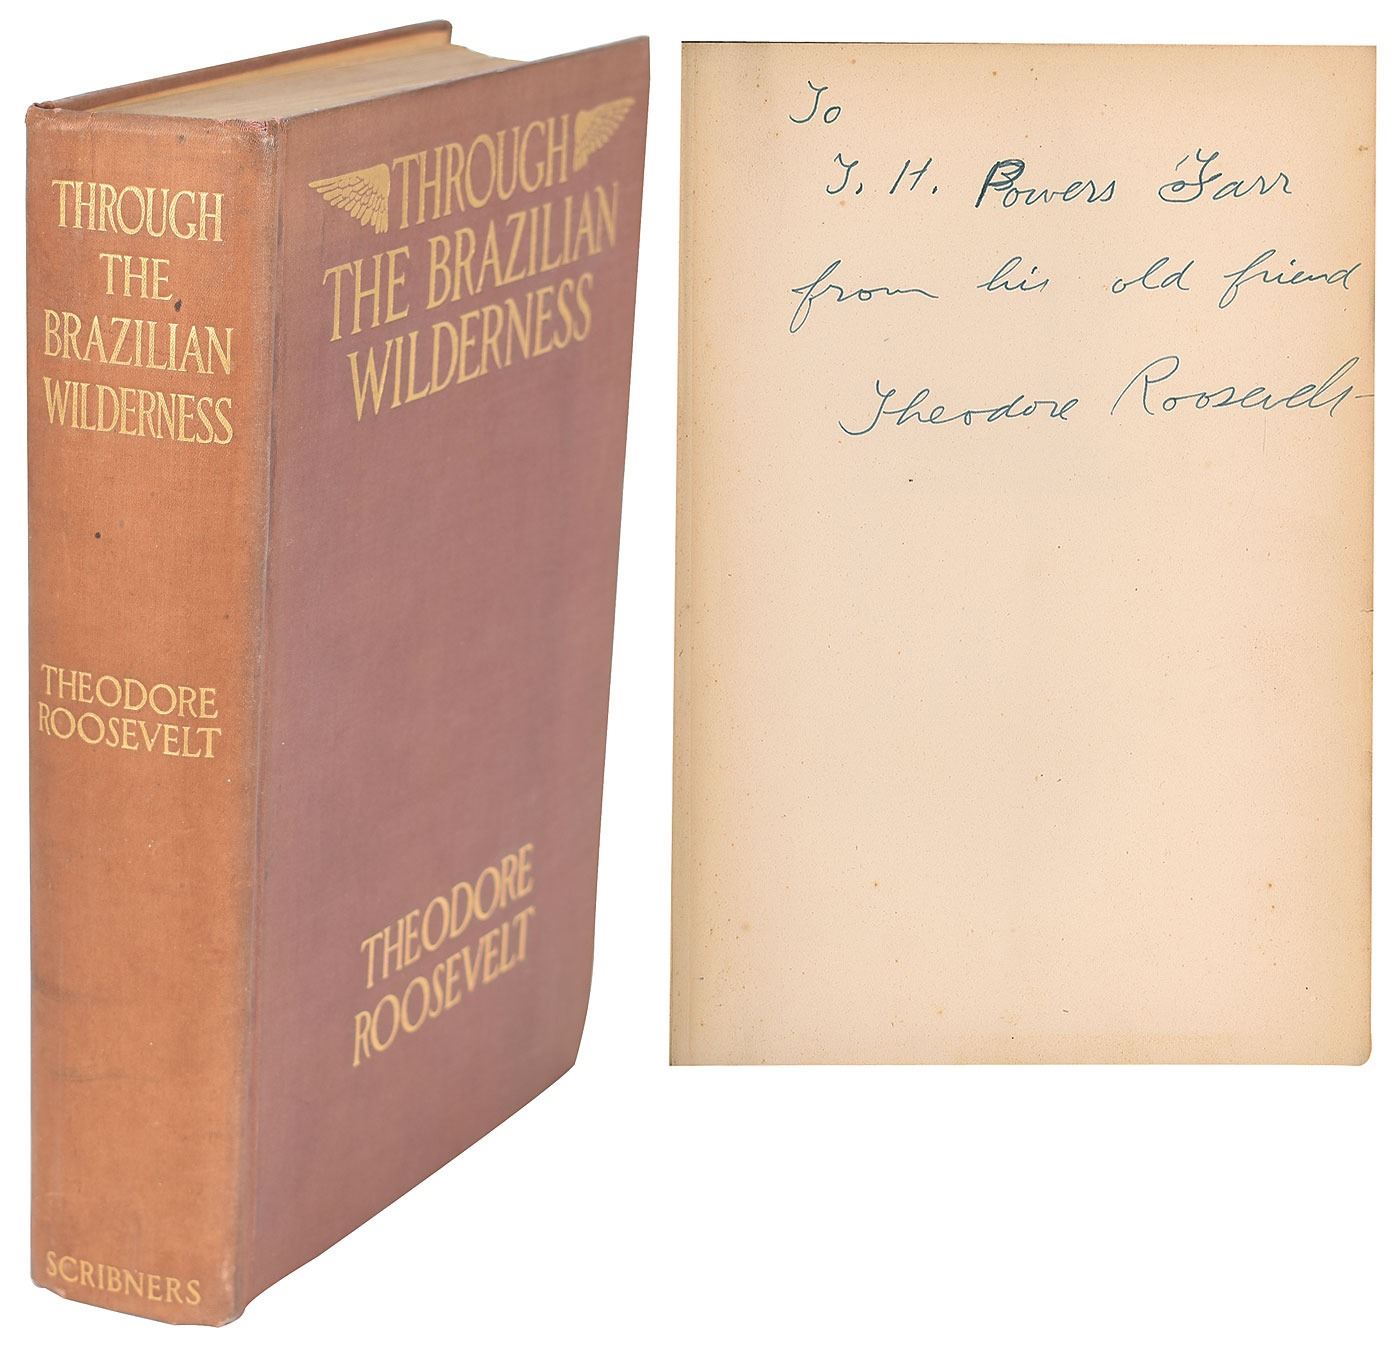 THROUGH
THE
BRAZILIAN
WILDERNESS
THEODORE
ROOSEVELT
SCRIBNERS
THROUGH
THE BRAZILIAN
WILDERNESS
THEODORE
ROOSEVELT
To
T. H. Powers Farr
from his old friend
Theodore Roosevelt